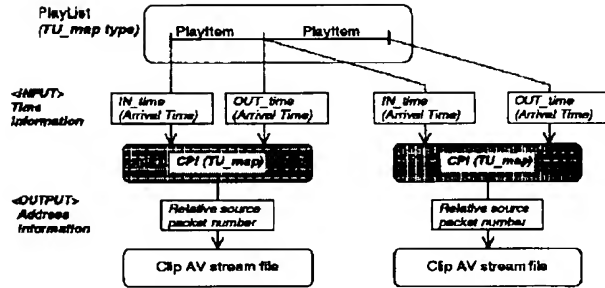 PlayList
(TU_map type)
PlayItem PlayItem
<INPUT>
Time
Information
IN_time
(Arrival Time)
OUT_time
(Arrival Time)
IN_time
(Arrival Time)
OUT_time
(Arrival Time)
CPI (TU_map)
CPI (TU_map)
<OUTPUT>
Address
Information
Relative source
packet number
Relative source
packet number
Clip AV stream file
Clip AV stream file